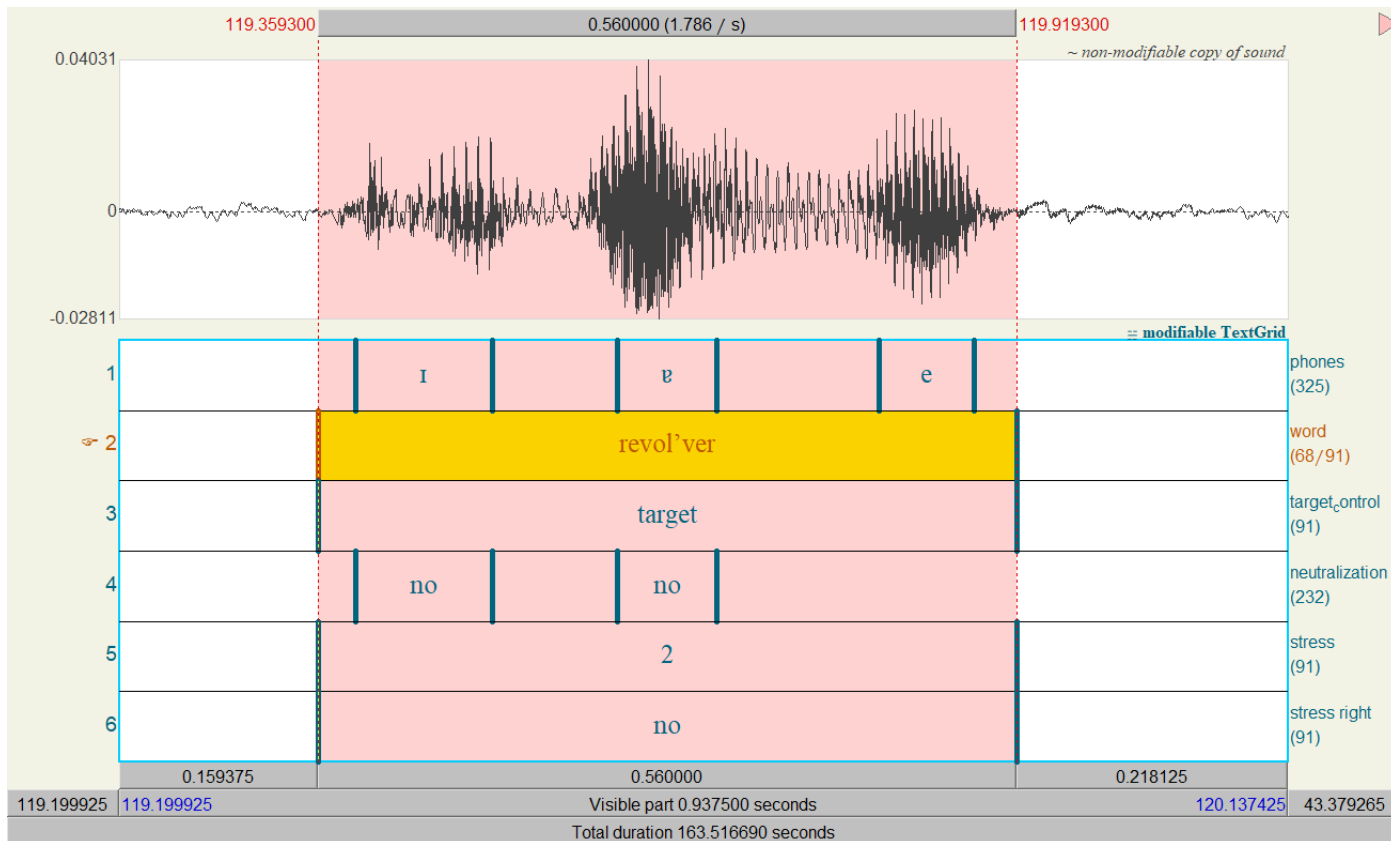 119.359300 0.560000 (1.786 / s) 119.919300
~ non-modifiable copy of sound
0.04031
0
-0.02811
≡ modifiable TextGrid
1 ɪ ɐ e phones (325)
☞ 2 revol’ver word (68/91)
3 target target꜀ontrol (91)
4 no no neutralization (232)
5 2 stress (91)
6 no stress right (91)
0.159375 0.560000 0.218125
119.199925 119.199925 Visible part 0.937500 seconds 120.137425 43.379265
Total duration 163.516690 seconds